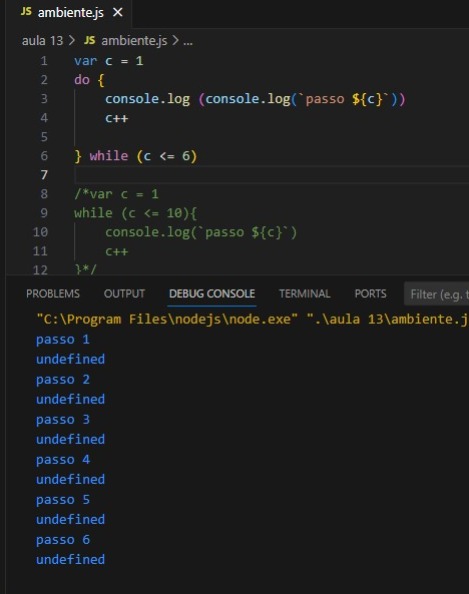 JS ambiente.js ×
aula 13 > JS ambiente.js > ...
1 var c = 1
2 do {
3     console.log (console.log(`passo ${c}`))
4     c++
5
6 } while (c <= 6)
7
8 /*var c = 1
9 while (c <= 10){
10     console.log(`passo ${c}`)
11     c++
12 }*/
PROBLEMS OUTPUT DEBUG CONSOLE TERMINAL PORTS Filter (e.g. t
"C:\Program Files\nodejs\node.exe" ".\aula 13\ambiente.j
passo 1
undefined
passo 2
undefined
passo 3
undefined
passo 4
undefined
passo 5
undefined
passo 6
undefined